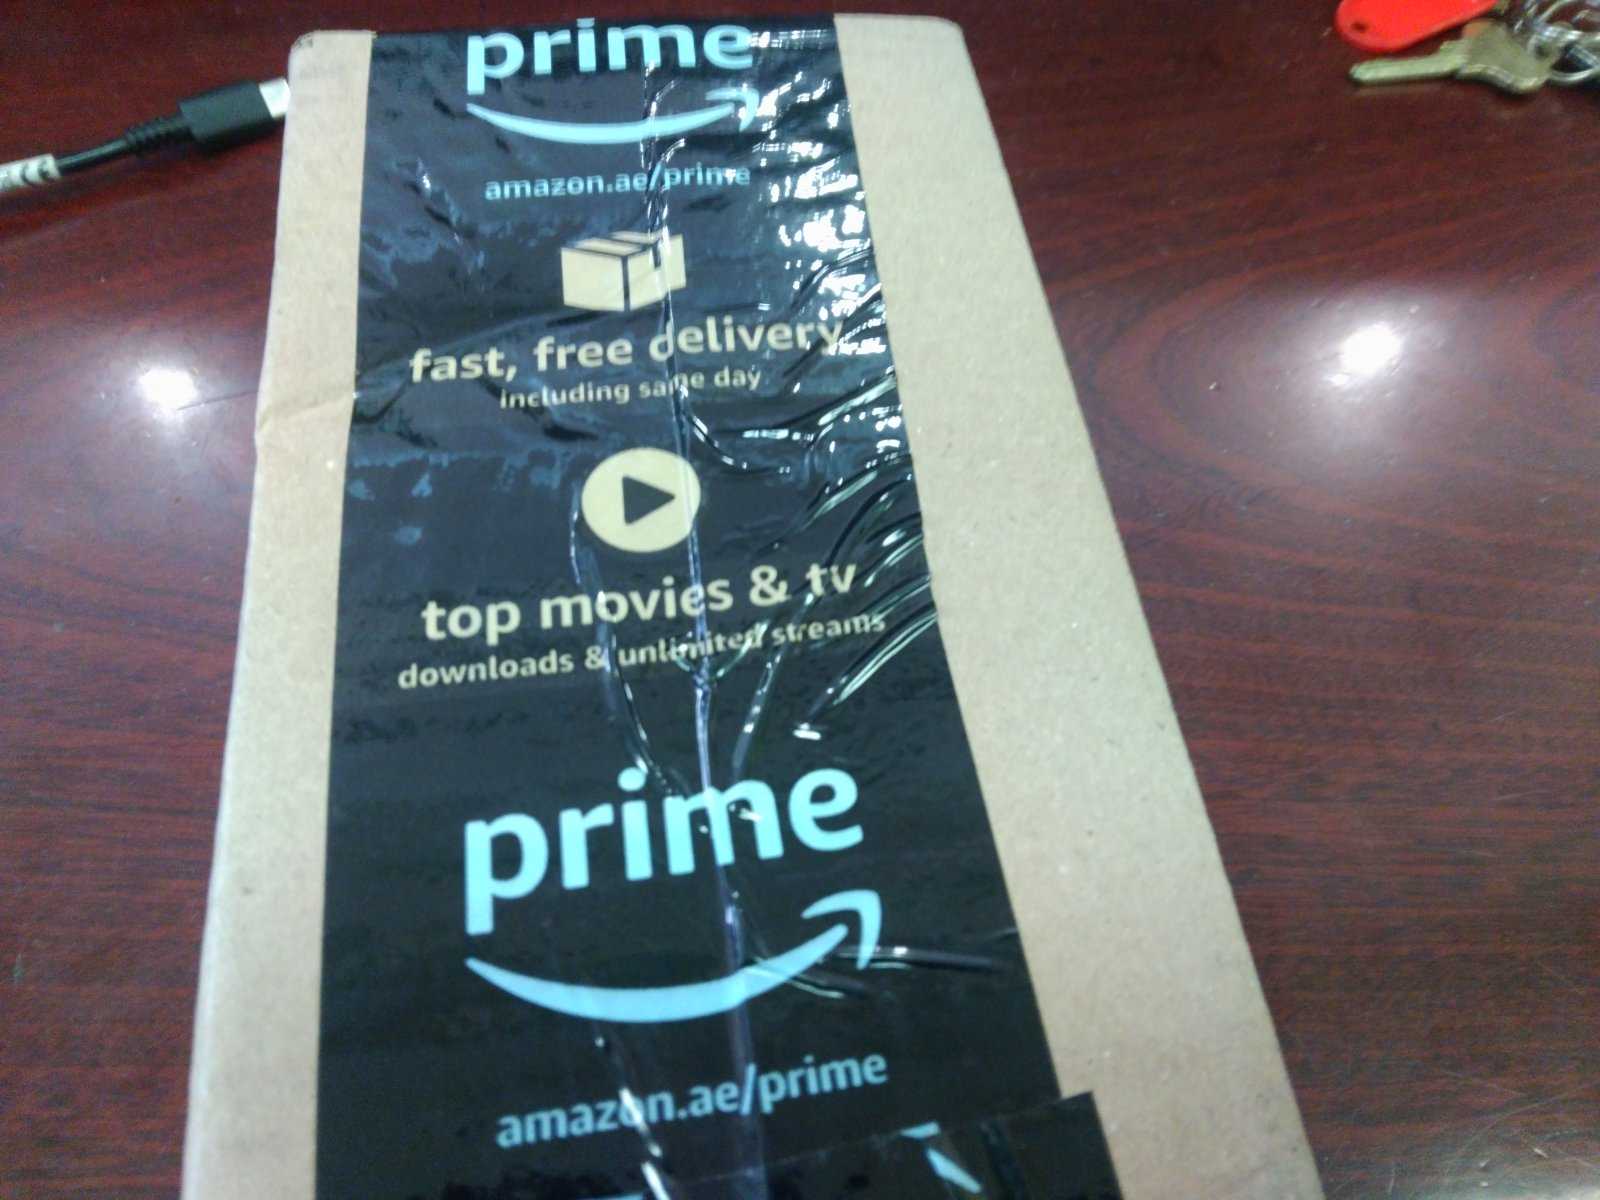 prime
amazon.ae/prime
fast, free delivery
including same day
top movies & tv
downloads & unlimited streams
prime
amazon.ae/prime